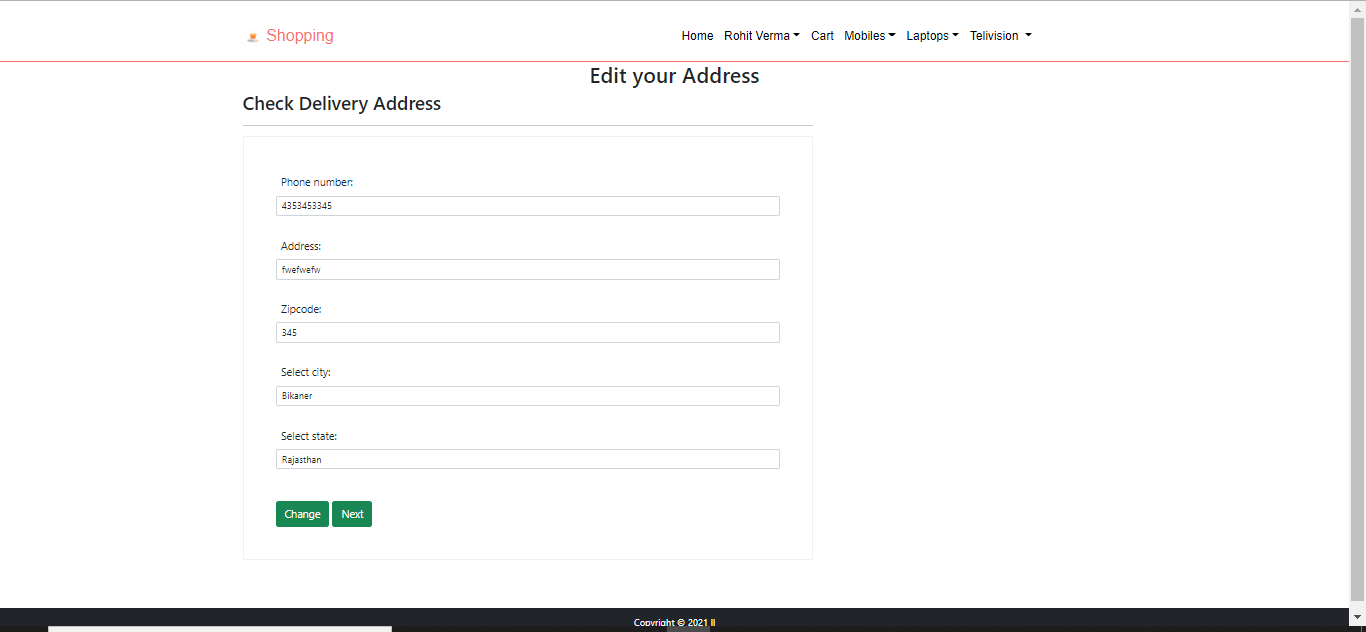 Shopping
Home Rohit Verma Cart Mobiles Laptops Telivision
Edit your Address
Check Delivery Address
Phone number:
4353453345
Address:
fwefwefw
Zipcode:
345
Select city:
Bikaner
Select state:
Rajasthan
Change Next
Copyright © 2021 ||